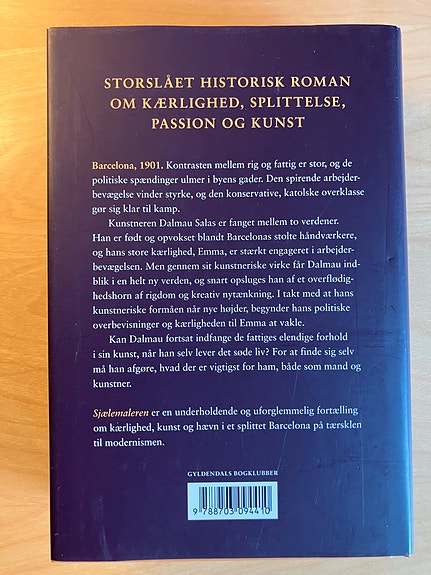 STORSLÅET HISTORISK ROMAN
OM KÆRLIGHED, SPLITTELSE,
PASSION OG KUNST
Barcelona, 1901. Kontrasten mellem rig og fattig er stor, og de
politiske spændinger ulmer i byens gader. Den spirende arbejder-
bevægelse vinder styrke, og den konservative, katolske overklasse
gør sig klar til kamp.
Kunstneren Dalmau Salas er fanget mellem to verdener.
Han er født og opvokset blandt Barcelonas stolte håndværkere,
og hans store kærlighed, Emma, er stærkt engageret i arbejder-
bevægelsen. Men gennem sit kunstneriske virke får Dalmau ind-
blik i en helt ny verden, og snart opsluges han af et overflødig-
hedshorn af rigdom og kreativ nytænkning. I takt med at hans
kunstneriske formåen når nye højder, begynder hans politiske
overbevisninger og kærligheden til Emma at vakle.
Kan Dalmau fortsat indfange de fattiges elendige forhold
i sin kunst, når han selv lever det søde liv? For at finde sig selv
må han afgøre, hvad der er vigtigst for ham, både som mand og
kunstner.
Sjælemaleren er en underholdende og uforglemmelig fortælling
om kærlighed, kunst og hævn i et splittet Barcelona på tærsklen
til modernismen.
GYLDENDALS BOGKLUBBER
9 788703 094410